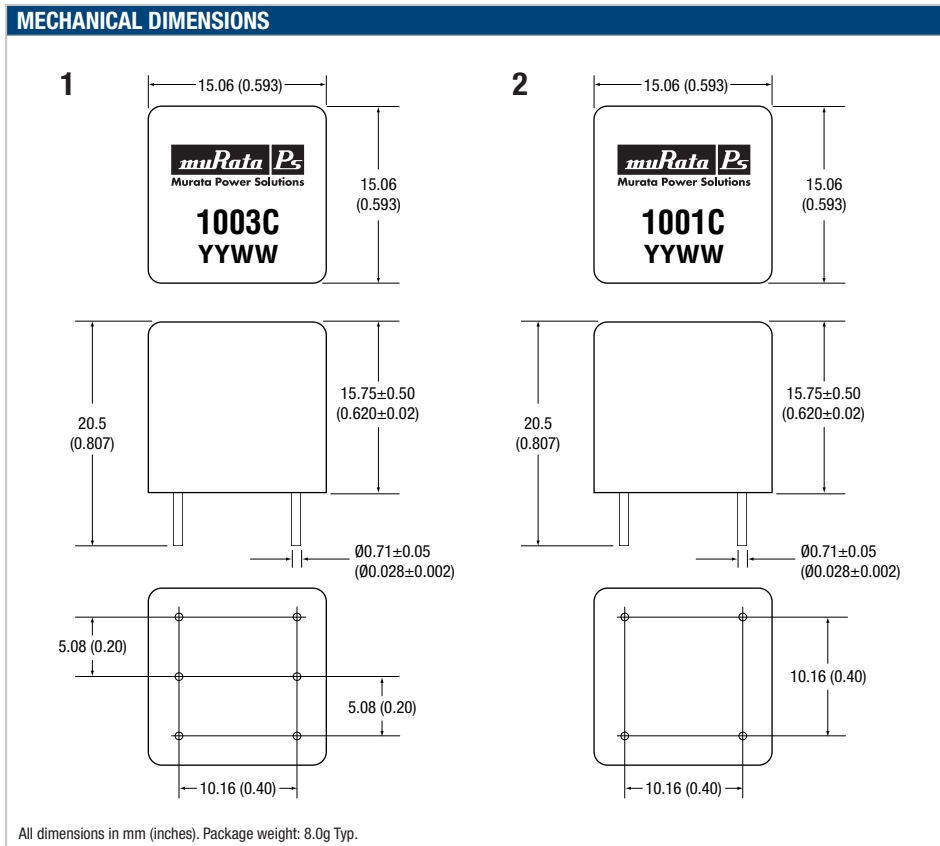 MECHANICAL DIMENSIONS
1
15.06 (0.593)
muRata Ps
Murata Power Solutions
1003C
YYWW
15.06
(0.593)
20.5
(0.807)
15.75±0.50
(0.620±0.02)
Ø0.71±0.05
(Ø0.028±0.002)
5.08 (0.20)
5.08 (0.20)
10.16 (0.40)
2
15.06 (0.593)
muRata Ps
Murata Power Solutions
1001C
YYWW
15.06
(0.593)
20.5
(0.807)
15.75±0.50
(0.620±0.02)
Ø0.71±0.05
(Ø0.028±0.002)
10.16 (0.40)
10.16 (0.40)
All dimensions in mm (inches). Package weight: 8.0g Typ.